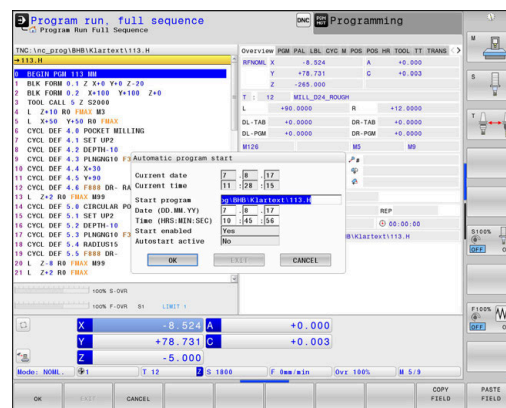 Program run, full sequence
Program Run Full Sequence
DNC
Programming
TNC:\nc_prog\BHB\Klartext\113.H
→113.H
Overview PGM PAL LBL CYC M POS POS HR TOOL TT TRANS
0 BEGIN PGM 113 MM
1 BLK FORM 0.1 Z X+0 Y+0 Z-20
2 BLK FORM 0.2 X+100 Y+100 Z+0
3 TOOL CALL 5 Z S2000
4 L Z+10 R0 FMAX M3
5 L X+50 Y+50 R0 FMAX
6 CYCL DEF 4.0 POCKET MILLING
7 CYCL DEF 4.1 SET UP2
8 CYCL DEF 4.2 DEPTH-10
9 CYCL DEF 4.3 PLNGNG10 F3
10 CYCL DEF 4.4 X+30
11 CYCL DEF 4.5 Y+90
12 CYCL DEF 4.6 F888 DR- RA
13 L Z+2 R0 FMAX M99
14 CYCL DEF 5.0 CIRCULAR PO
15 CYCL DEF 5.1 SET UP2
16 CYCL DEF 5.2 DEPTH-10
17 CYCL DEF 5.3 PLNGNG10 F3
18 CYCL DEF 5.4 RADIUS15
19 CYCL DEF 5.5 F888 DR-
20 L Z-8 R0 FMAX M99
21 L Z+2 R0 FMAX
RFNOML X -8.524 A +0.000
Y +78.731 C +0.003
Z -265.000
T : 12 MILL_D24_ROUGH
L +90.0000 R +12.0000
DL-TAB +0.0000 DR-TAB +0.0000
DL-PGM +0.0000 DR-PGM +0.0000
M126 M5 M9
REP
00:00:00
HB\Klartext\113.H
Automatic program start
Current date 7 .8 .17
Current time 11 :28 :15
Start program og\BHB\Klartext\113.H
Date (DD.MM.YY) 7 .8 .17
Time (HRS:MIN:SEC) 10 :45 :56
Start enabled Yes
Autostart active No
OK EXIT CANCEL
100% S-OVR
100% F-OVR S1 LIMIT 1
X -8.524 A +0.000
Y +78.731 C +0.003
Z -5.000
Mode: NOML. 1 T 12 Z S 1800 F 0mm/min Ovr 100% M 5/9
OK EXIT CANCEL COPY FIELD PASTE FIELD
M
S
T
S100%
OFF
F100%
OFF